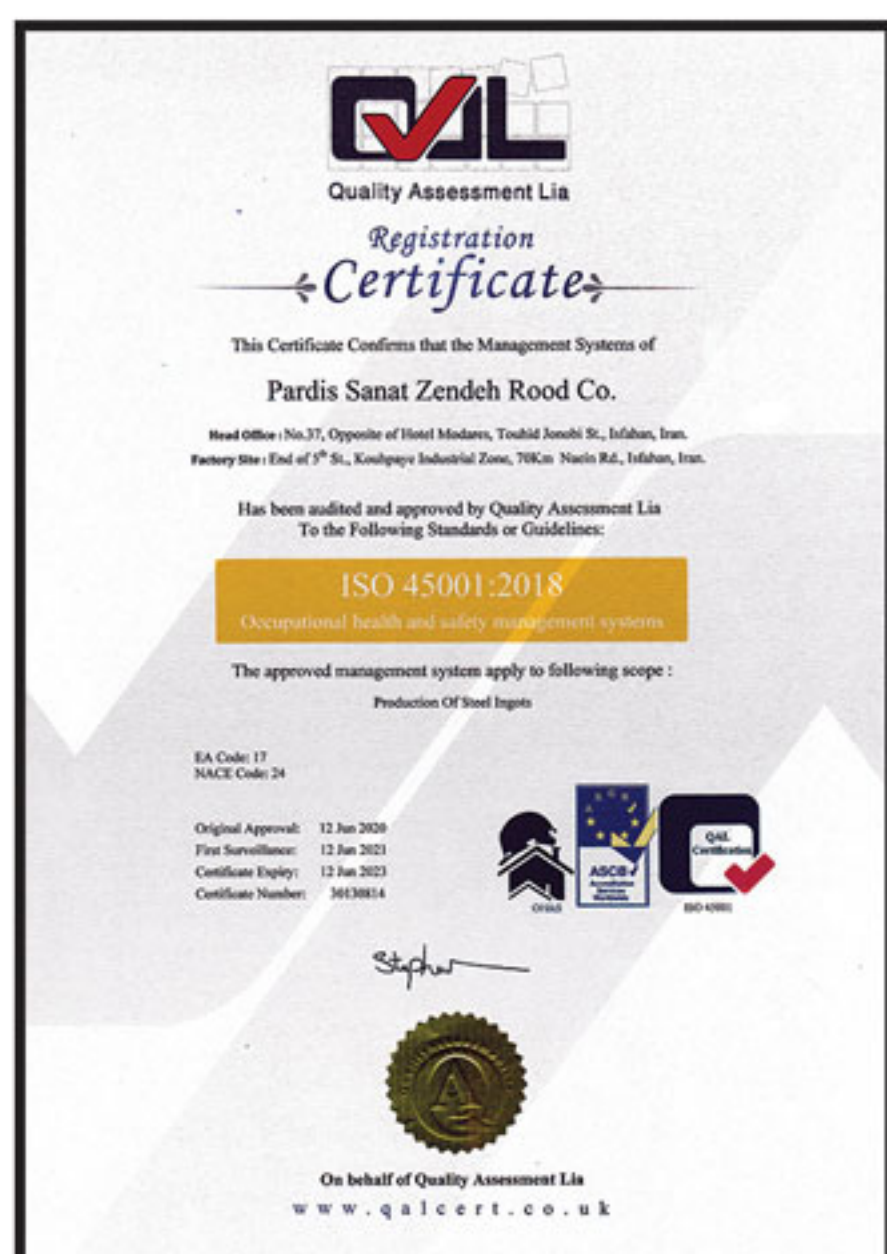 QAL
Quality Assessment Lia
Registration
Certificate
This Certificate Confirms that the Management Systems of
Pardis Sanat Zendeh Rood Co.
Head Office : No.37, Opposite of Hotel Modares, Touhid Jonobi St., Isfahan, Iran.
Factory Site : End of 5th St., Kouhpaye Industrial Zone, 70Km Naein Rd., Isfahan, Iran.
Has been audited and approved by Quality Assessment Lia
To the Following Standards or Guidelines:
ISO 45001:2018
Occupational health and safety management systems
The approved management system apply to following scope :
Production Of Steel Ingots
EA Code: 17
NACE Code: 24
Original Approval: 12 Jun 2020
First Surveillance: 12 Jun 2021
Certificate Expiry: 12 Jun 2023
Certificate Number: 30130814
OH&S
ASCB
Accreditation
Services
Worldwide
QAL
Certification
ISO 45001
Stephen
On behalf of Quality Assessment Lia
www.qalcert.co.uk